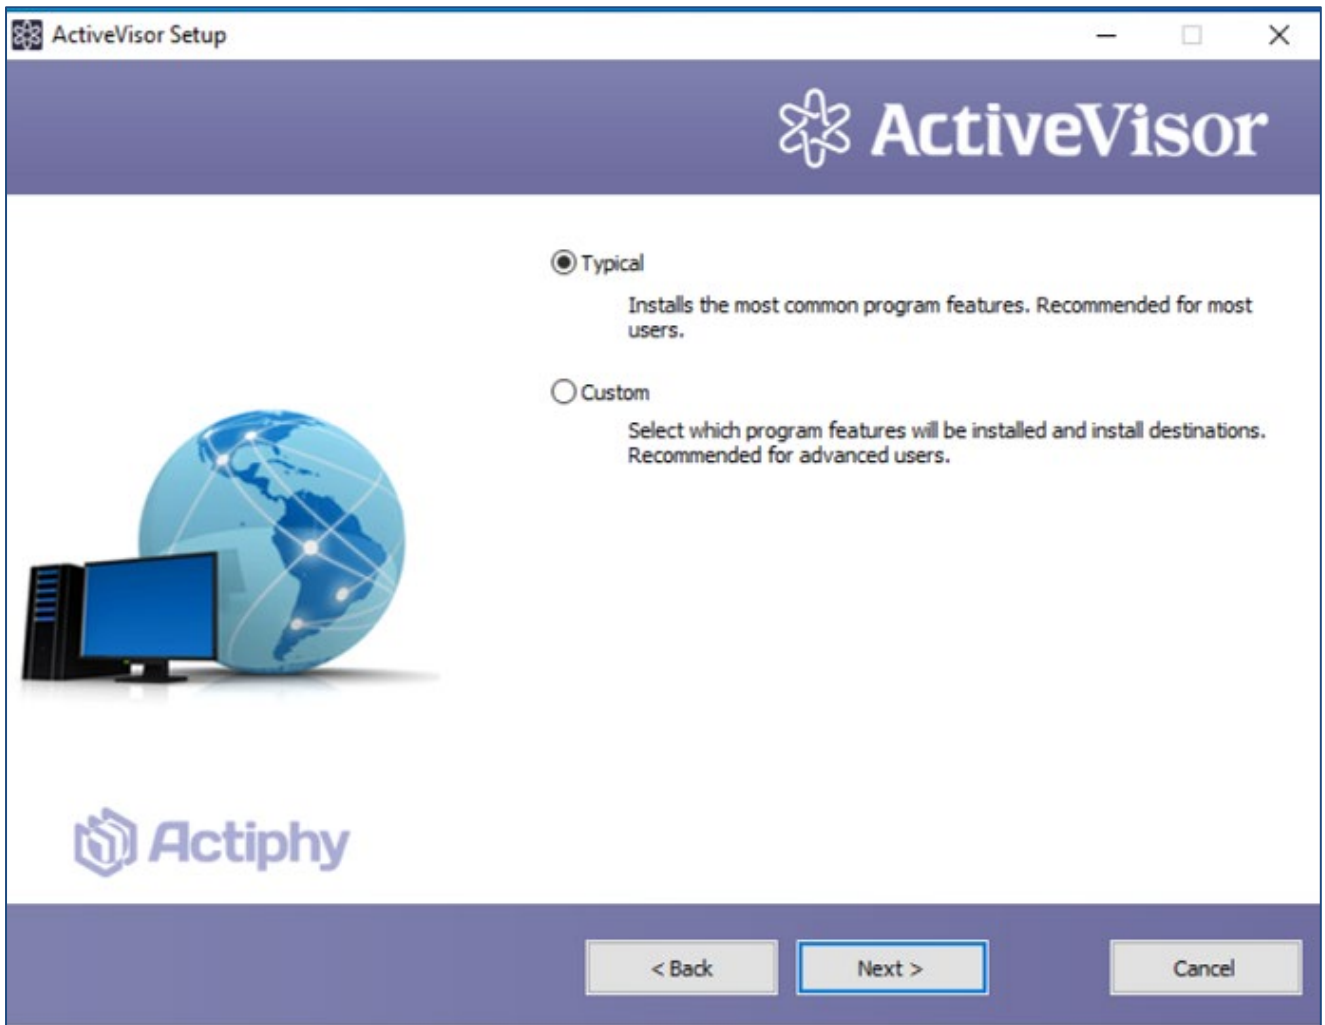 ActiveVisor Setup
ActiveVisor
Typical
Installs the most common program features. Recommended for most
users.
Custom
Select which program features will be installed and install destinations.
Recommended for advanced users.
Actiphy
< Back
Next >
Cancel